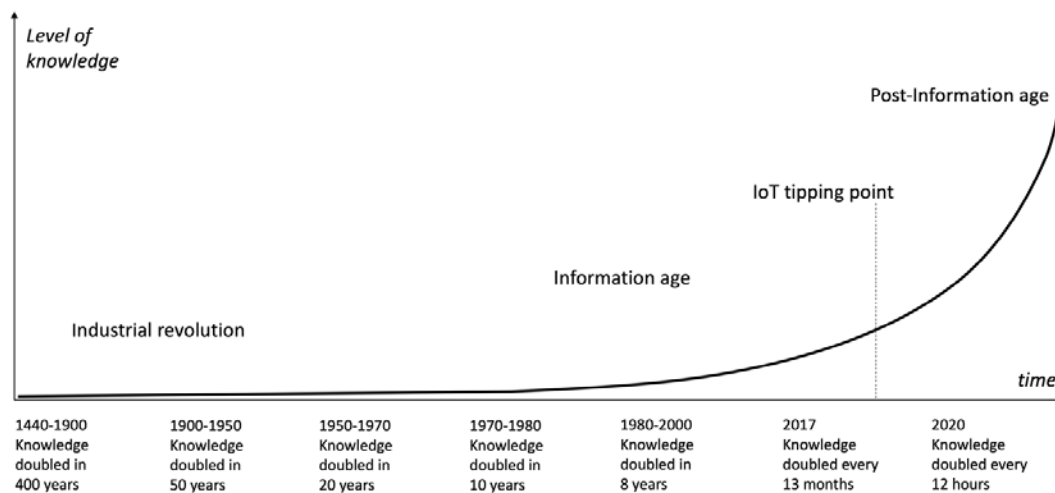 Level of
knowledge
Post-Information age
IoT tipping point
Information age
Industrial revolution
time
1440-1900
Knowledge
doubled in
400 years
1900-1950
Knowledge
doubled in
50 years
1950-1970
Knowledge
doubled in
20 years
1970-1980
Knowledge
doubled in
10 years
1980-2000
Knowledge
doubled in
8 years
2017
Knowledge
doubled every
13 months
2020
Knowledge
doubled every
12 hours